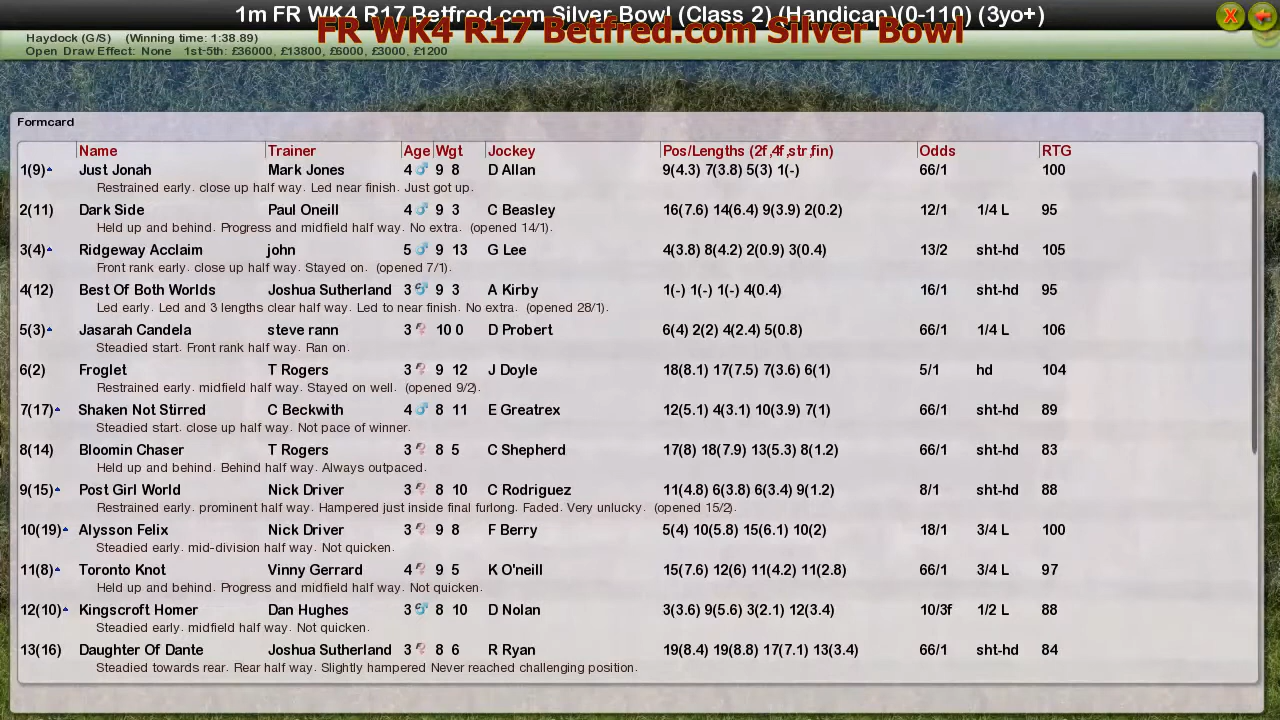 1m FR WK4 R17 Betfred.com Silver Bowl (Class 2) (Handicap)(0-110) (3yo+)
FR WK4 R17 Betfred.com Silver Bowl
Haydock (G/S) (Winning time: 1:38.89)
Open Draw Effect: None 1st-5th: £36000, £13800, £6000, £3000, £1200
Formcard
Name Trainer Age Wgt Jockey Pos/Lengths (2f,4f,str,fin) Odds RTG
1(9) Just Jonah Mark Jones 4 9 8 D Allan 9(4.3) 7(3.8) 5(3) 1(-) 66/1 100
Restrained early. close up half way. Led near finish. Just got up.
2(11) Dark Side Paul Oneill 4 9 3 C Beasley 16(7.6) 14(6.4) 9(3.9) 2(0.2) 12/1 1/4 L 95
Held up and behind. Progress and midfield half way. No extra. (opened 14/1).
3(4) Ridgeway Acclaim john 5 9 13 G Lee 4(3.8) 8(4.2) 2(0.9) 3(0.4) 13/2 sht-hd 105
Front rank early. close up half way. Stayed on. (opened 7/1).
4(12) Best Of Both Worlds Joshua Sutherland 3 9 3 A Kirby 1(-) 1(-) 1(-) 4(0.4) 16/1 sht-hd 95
Led early. Led and 3 lengths clear half way. Led to near finish. No extra. (opened 28/1).
5(3) Jasarah Candela steve rann 3 10 0 D Probert 6(4) 2(2) 4(2.4) 5(0.8) 66/1 1/4 L 106
Steadied start. Front rank half way. Ran on.
6(2) Froglet T Rogers 3 9 12 J Doyle 18(8.1) 17(7.5) 7(3.6) 6(1) 5/1 hd 104
Restrained early. midfield half way. Stayed on well. (opened 9/2).
7(17) Shaken Not Stirred C Beckwith 4 8 11 E Greatrex 12(5.1) 4(3.1) 10(3.9) 7(1) 66/1 sht-hd 89
Steadied start. close up half way. Not pace of winner.
8(14) Bloomin Chaser T Rogers 3 8 5 C Shepherd 17(8) 18(7.9) 13(5.3) 8(1.2) 66/1 sht-hd 83
Held up and behind. Behind half way. Always outpaced.
9(15) Post Girl World Nick Driver 3 8 10 C Rodriguez 11(4.8) 6(3.8) 6(3.4) 9(1.2) 8/1 sht-hd 88
Restrained early. prominent half way. Hampered just inside final furlong. Faded. Very unlucky. (opened 15/2).
10(19) Alysson Felix Nick Driver 3 9 8 F Berry 5(4) 10(5.8) 15(6.1) 10(2) 18/1 3/4 L 100
Steadied early. mid-division half way. Not quicken.
11(8) Toronto Knot Vinny Gerrard 4 9 5 K O'neill 15(7.6) 12(6) 11(4.2) 11(2.8) 66/1 3/4 L 97
Held up and behind. Progress and midfield half way. Not quicken.
12(10) Kingscroft Homer Dan Hughes 3 8 10 D Nolan 3(3.6) 9(5.6) 3(2.1) 12(3.4) 10/3f 1/2 L 88
Steadied early. midfield half way. Not quicken.
13(16) Daughter Of Dante Joshua Sutherland 3 8 6 R Ryan 19(8.4) 19(8.8) 17(7.1) 13(3.4) 66/1 sht-hd 84
Steadied towards rear. Rear half way. Slightly hampered Never reached challenging position.